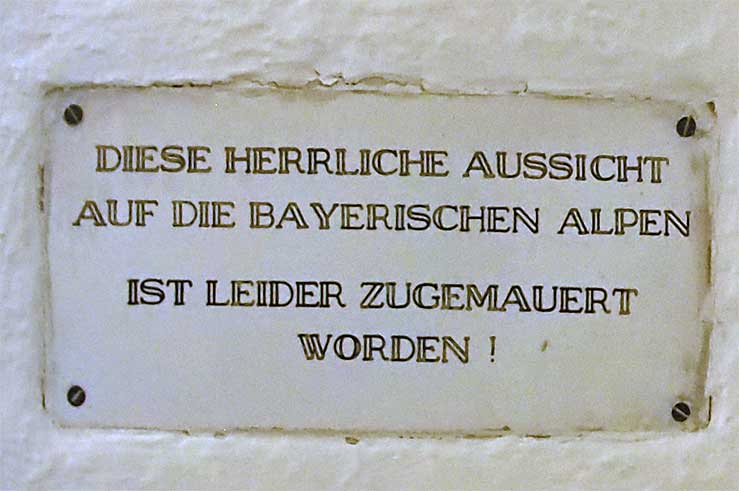 DIESE HERRLICHE AUSSICHT
AUF DIE BAYERISCHEN ALPEN
IST LEIDER ZUGEMAUERT
WORDEN !